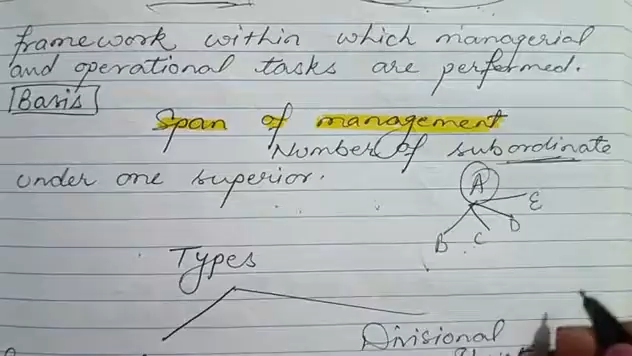 framework within which managerial
and operational tasks are performed.
Basis
Span of management
Number of subordinate
under one superior.
A
E
D
B C
Types
Divisional